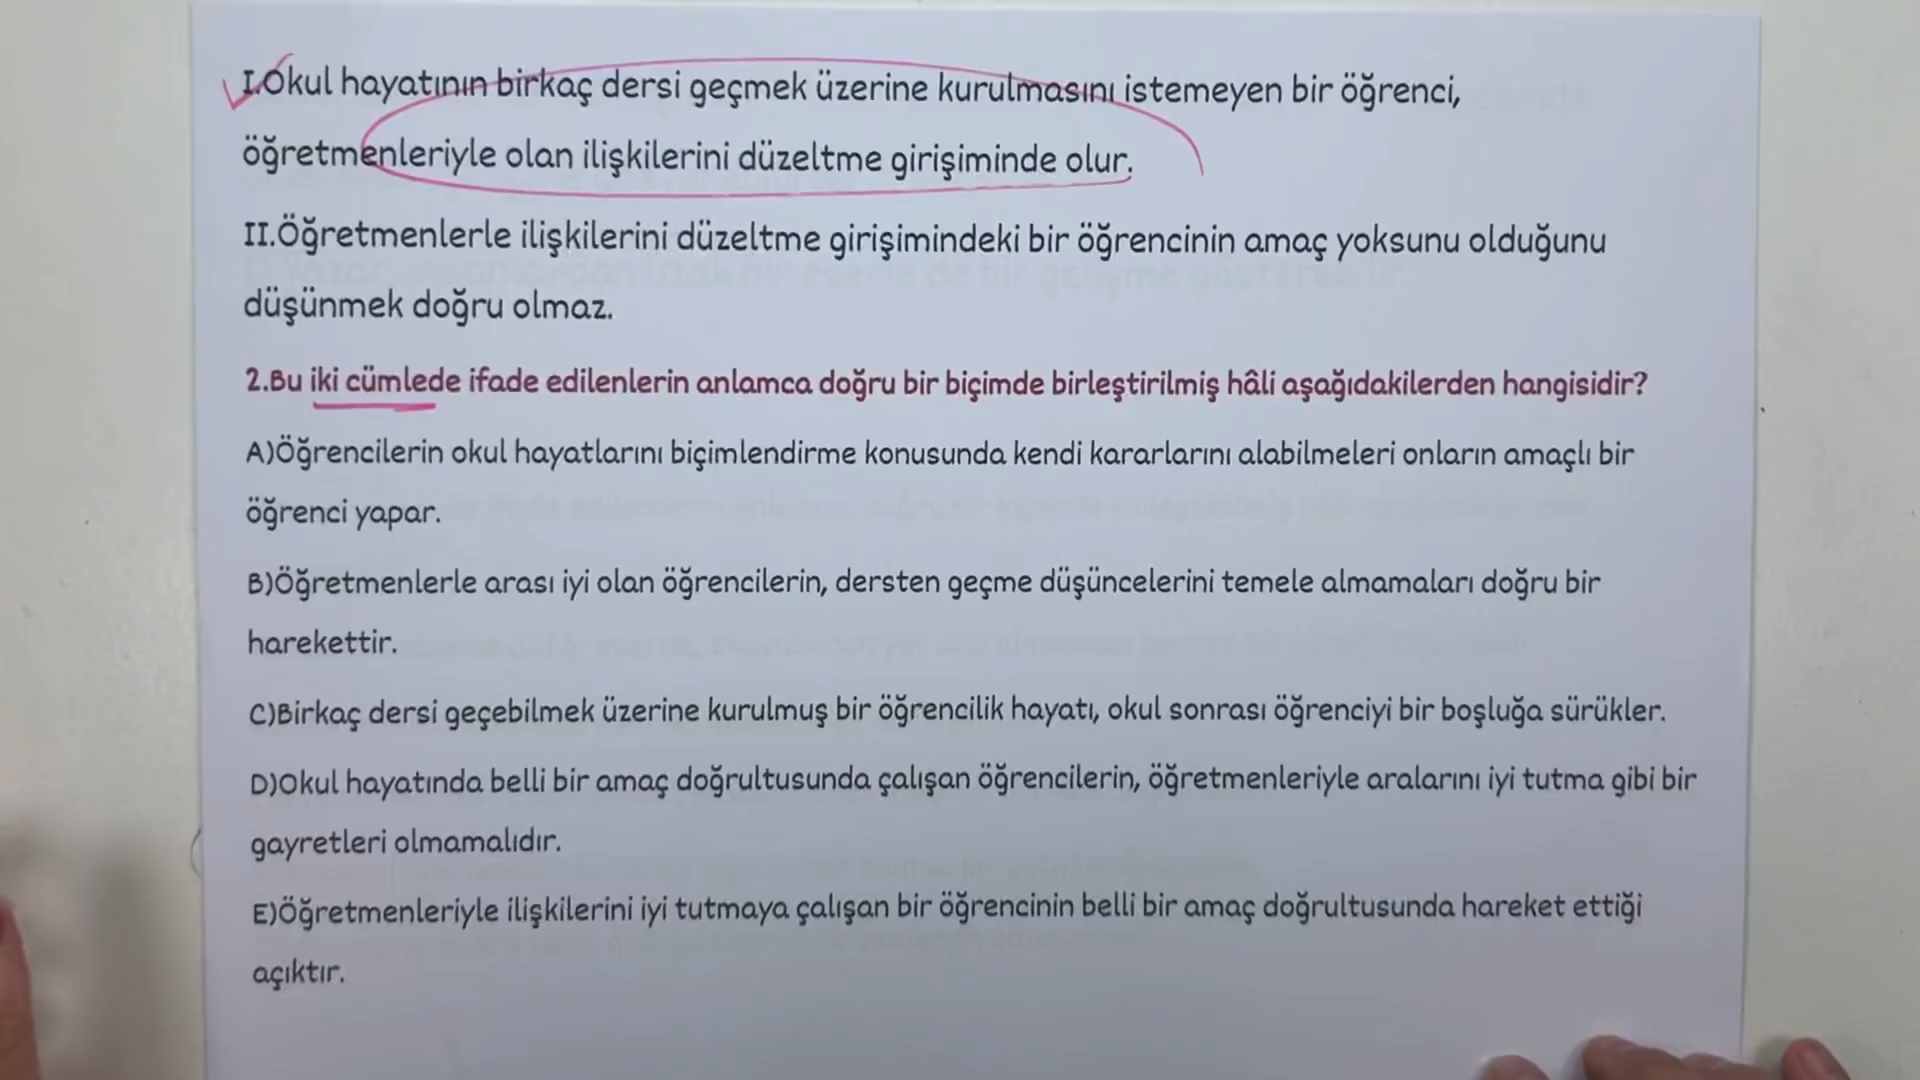 I.Okul hayatının birkaç dersi geçmek üzerine kurulmasını istemeyen bir öğrenci,
öğretmenleriyle olan ilişkilerini düzeltme girişiminde olur.
II.Öğretmenlerle ilişkilerini düzeltme girişimindeki bir öğrencinin amaç yoksunu olduğunu
düşünmek doğru olmaz.
2.Bu iki cümlede ifade edilenlerin anlamca doğru bir biçimde birleştirilmiş hâli aşağıdakilerden hangisidir?
A)Öğrencilerin okul hayatlarını biçimlendirme konusunda kendi kararlarını alabilmeleri onların amaçlı bir
öğrenci yapar.
B)Öğretmenlerle arası iyi olan öğrencilerin, dersten geçme düşüncelerini temele almamaları doğru bir
harekettir.
C)Birkaç dersi geçebilmek üzerine kurulmuş bir öğrencilik hayatı, okul sonrası öğrenciyi bir boşluğa sürükler.
D)Okul hayatında belli bir amaç doğrultusunda çalışan öğrencilerin, öğretmenleriyle aralarını iyi tutma gibi bir
gayretleri olmamalıdır.
E)Öğretmenleriyle ilişkilerini iyi tutmaya çalışan bir öğrencinin belli bir amaç doğrultusunda hareket ettiği
açıktır.